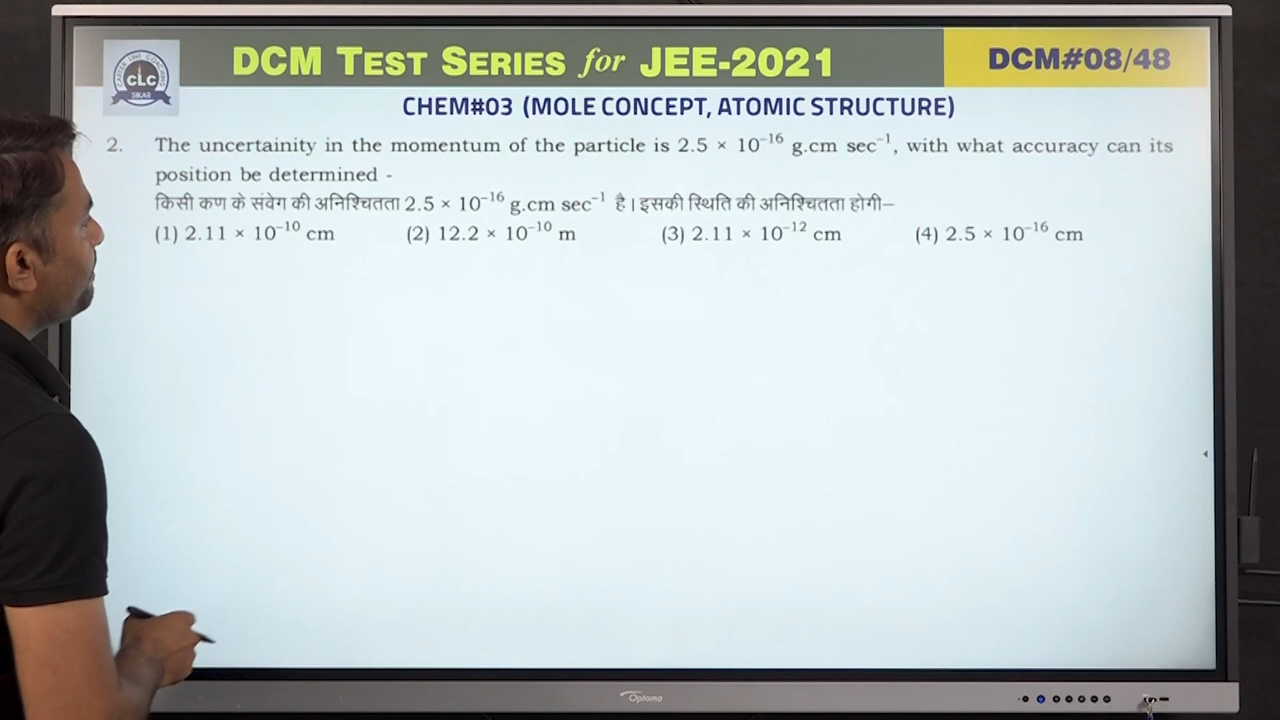 DCM TEST SERIES for JEE-2021
DCM#08/48
CAREER LINE COACHING
CLC
SIKAR
CHEM#03 (MOLE CONCEPT, ATOMIC STRUCTURE)
2. The uncertainity in the momentum of the particle is 2.5 × 10⁻¹⁶ g.cm sec⁻¹, with what accuracy can its
position be determined -
किसी कण के संवेग की अनिश्चितता 2.5 × 10⁻¹⁶ g.cm sec⁻¹ है। इसकी स्थिति की अनिश्चितता होगी–
(1) 2.11 × 10⁻¹⁰ cm (2) 12.2 × 10⁻¹⁰ m (3) 2.11 × 10⁻¹² cm (4) 2.5 × 10⁻¹⁶ cm
Optoma